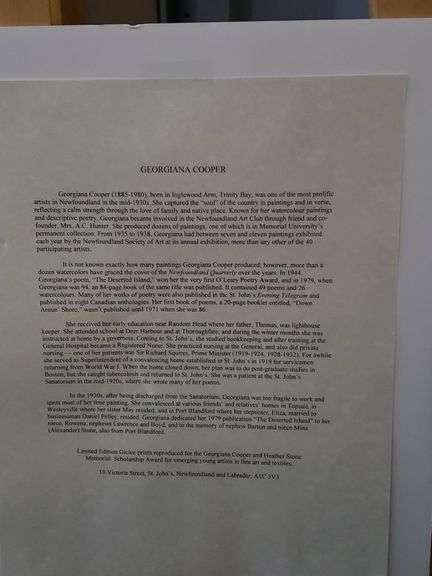 GEORGIANA COOPER
Georgiana Cooper (1885-1980), born in Inglewood Arm, Trinity Bay, was one of the most prolific
artists in Newfoundland in the mid-1930s. She captured the "soul" of the country in paintings and in verse,
reflecting a calm strength through the love of family and native place. Known for her watercolour paintings
and descriptive poetry, Georgiana became involved in the Newfoundland Art Club through friend and co-
founder, Mrs. A.C. Hunter. She produced dozens of paintings, one of which is in Memorial University's
permanent collection. From 1935 to 1938, Georgiana had between seven and eleven paintings exhibited
each year by the Newfoundland Society of Art at its annual exhibition, more than any other of the 40
participating artists.
It is not known exactly how many paintings Georgiana Cooper produced; however, more than a
dozen watercolors have graced the cover of the Newfoundland Quarterly over the years. In 1944,
Georgiana's poem, "The Deserted Island," won her the very first O'Leary Poetry Award, and in 1979, when
Georgiana was 94, an 84-page book of the same title was published. It contained 49 poems and 26
watercolours. Many of her works of poetry were also published in the St. John's Evening Telegram and
published in eight Canadian anthologies. Her first book of poems, a 20-page booklet entitled, "Down
Around Shore," wasn't published until 1971 when she was 86.
She received her early education near Random Head where her father, Thomas, was lighthouse
keeper. She attended school at Deer Harbour and at Thoroughfare, and during the winter months she was
instructed at home by a governess. Coming to St. John's, she studied bookkeeping and after training at the
General Hospital became a Registered Nurse. She practiced nursing at the General, and also did private
nursing — one of her patients was Sir Richard Squires, Prime Minister (1919-1924, 1928-1932). For awhile
she served as Superintendent of a convalescing home established in St. John's in 1919 for servicemen
returning from World War I. When the home closed down, her plan was to do post-graduate studies in
Boston, but she caught tuberculosis and returned to St. John's. She was a patient at the St. John's
Sanatorium in the mid-1920s, where she wrote many of her poems.
In the 1920s, after being discharged from the Sanatorium, Georgiana was too fragile to work and
spent most of her time painting. She convalesced at various friends' and relatives' homes in Topsail, in
Wesleyville where her sister May resided, and in Port Blandford where her stepsister, Eliza, married to
businessman Daniel Pelley, resided. Georgiana dedicated her 1979 publication "The Deserted Island" to her
niece, Rowena, nephews Lawrence and Boyd, and to the memory of nephew Burton and niece Mina
(Alexander) Stone, also from Port Blandford.
Limited Edition Giclee prints reproduced for the Georgiana Cooper and Heather Stone
Memorial Scholarship Award for emerging young artists in fine art and textiles.
18 Victoria Street, St. John's, Newfoundland and Labrador, A1C 3V3